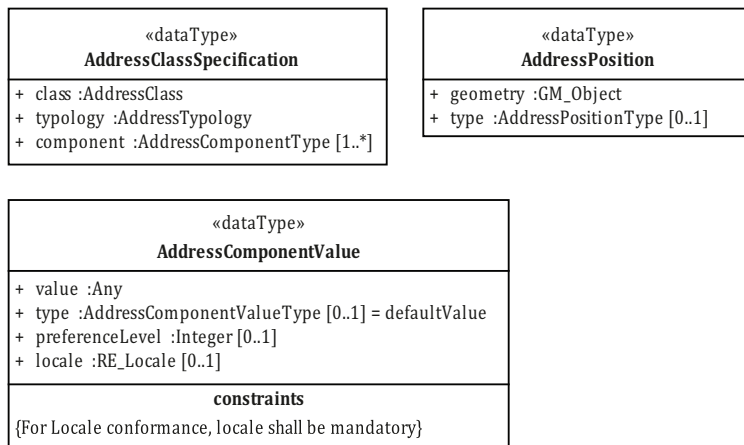 «dataType»
AddressClassSpecification
+ class :AddressClass
+ typology :AddressTypology
+ component :AddressComponentType [1..*]
«dataType»
AddressPosition
+ geometry :GM_Object
+ type :AddressPositionType [0..1]
«dataType»
AddressComponentValue
+ value :Any
+ type :AddressComponentValueType [0..1] = defaultValue
+ preferenceLevel :Integer [0..1]
+ locale :RE_Locale [0..1]
constraints
{For Locale conformance, locale shall be mandatory}